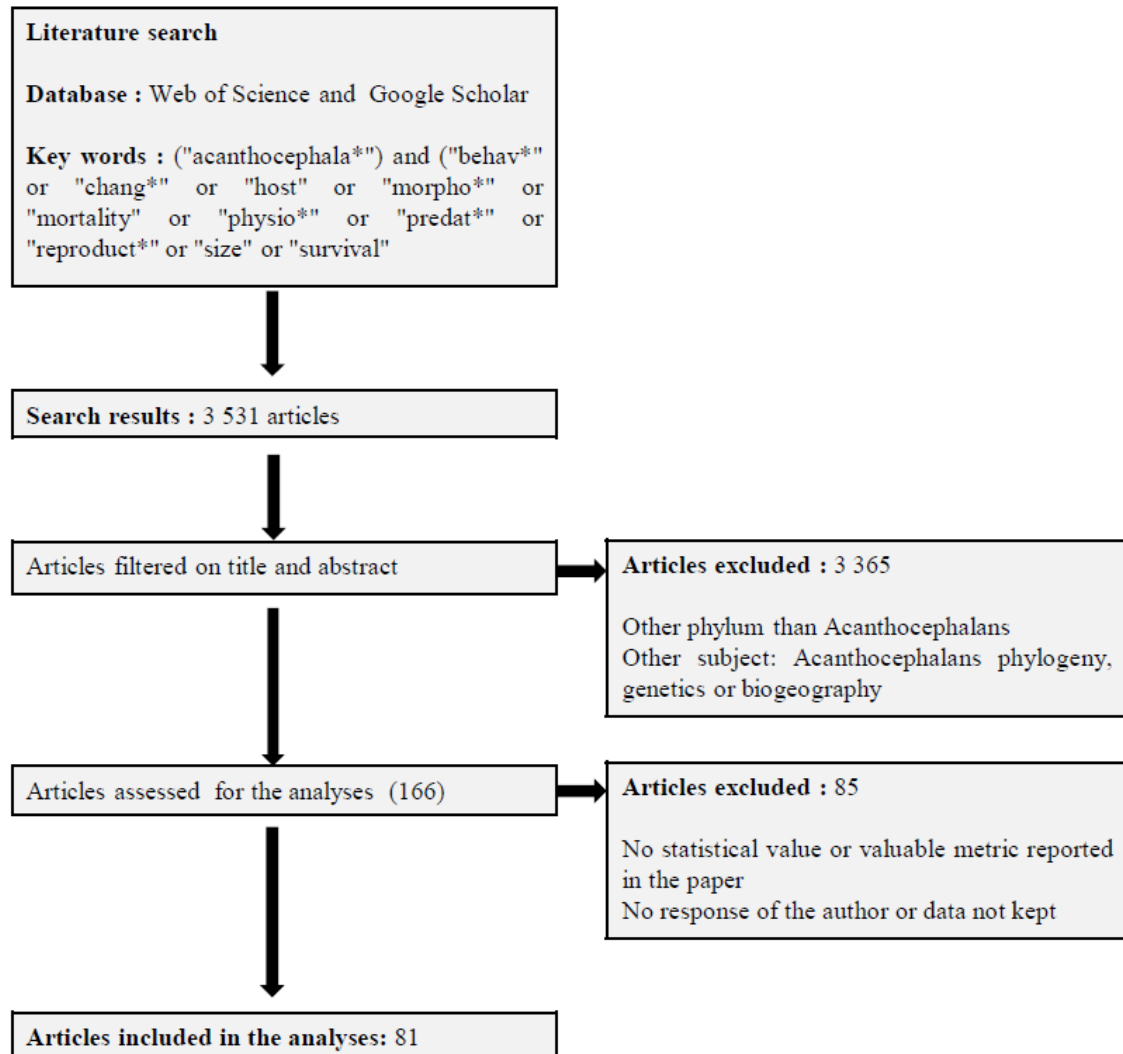 Literature search
Database : Web of Science and Google Scholar
Key words : ("acanthocephala*") and ("behav*"
or "chang*" or "host" or "morpho*" or
"mortality" or "physio*" or "predat*" or
"reproduct*" or "size" or "survival"
Search results : 3 531 articles
Articles filtered on title and abstract
Articles excluded : 3 365
Other phylum than Acanthocephalans
Other subject: Acanthocephalans phylogeny,
genetics or biogeography
Articles assessed for the analyses (166)
Articles excluded : 85
No statistical value or valuable metric reported
in the paper
No response of the author or data not kept
Articles included in the analyses: 81